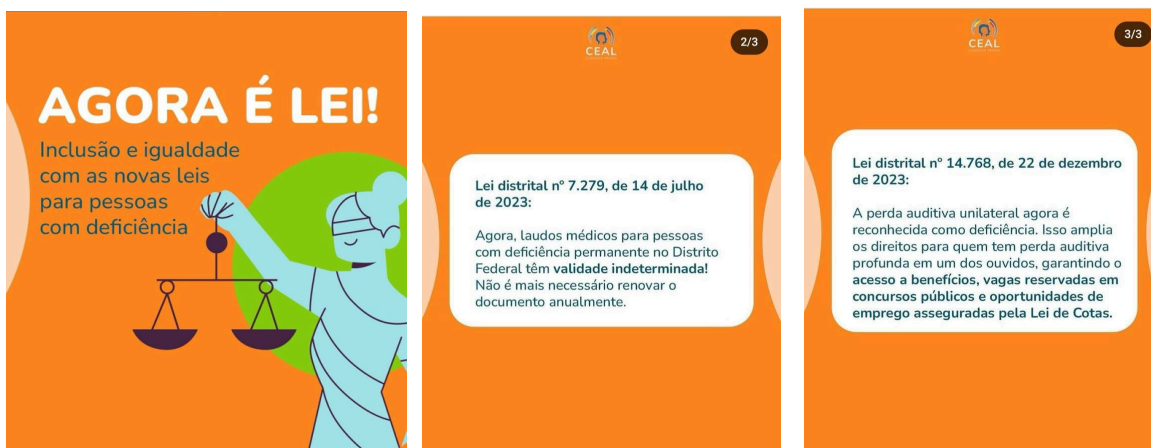 AGORA É LEI!
Inclusão e igualdade
com as novas leis
para pessoas
com deficiência
CEAL
2/3
Lei distrital nº 7.279, de 14 de julho
de 2023:
Agora, laudos médicos para pessoas
com deficiência permanente no Distrito
Federal têm validade indeterminada!
Não é mais necessário renovar o
documento anualmente.
CEAL
3/3
Lei distrital nº 14.768, de 22 de dezembro
de 2023:
A perda auditiva unilateral agora é
reconhecida como deficiência. Isso amplia
os direitos para quem tem perda auditiva
profunda em um dos ouvidos, garantindo o
acesso a benefícios, vagas reservadas em
concursos públicos e oportunidades de
emprego asseguradas pela Lei de Cotas.